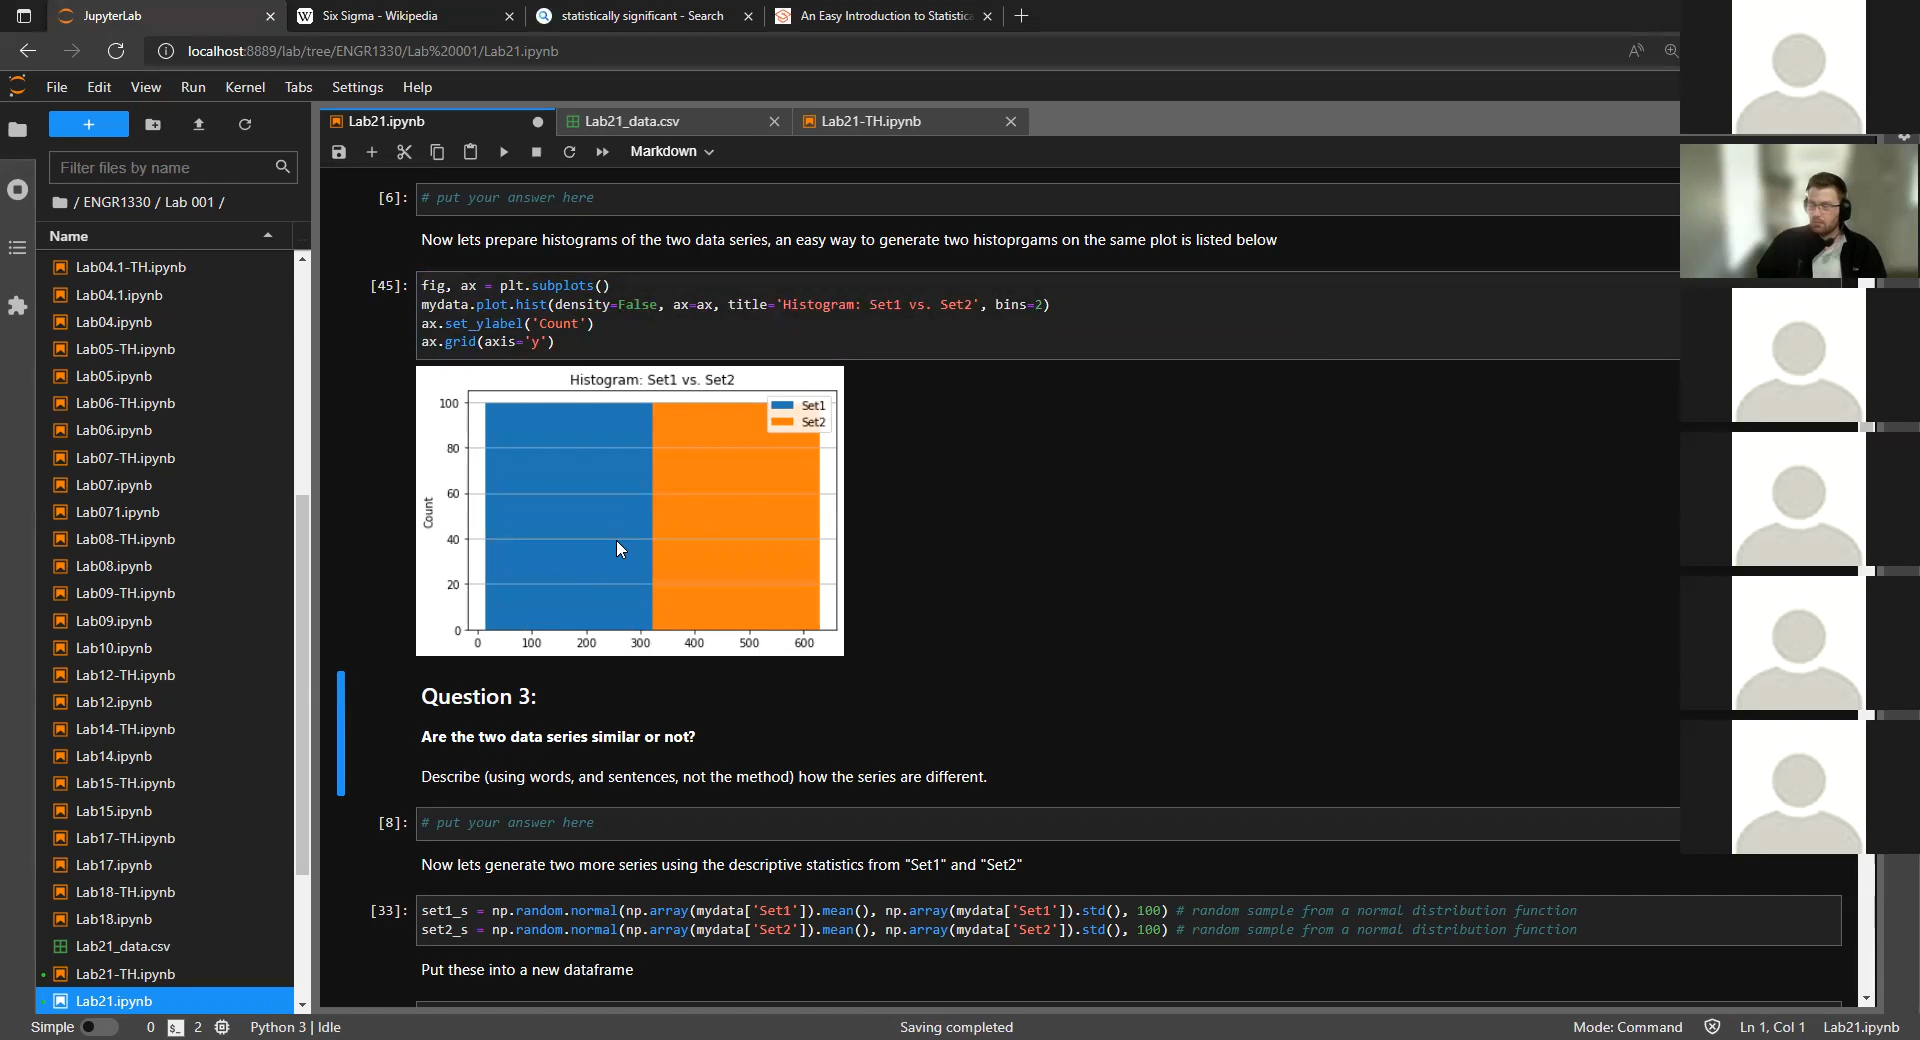 JupyterLab
Six Sigma - Wikipedia
statistically significant - Search
An Easy Introduction to Statistica
localhost:8889/lab/tree/ENGR1330/Lab%20001/Lab21.ipynb
File Edit View Run Kernel Tabs Settings Help
Lab21.ipynb
Lab21_data.csv
Lab21-TH.ipynb
Markdown
Filter files by name
/ ENGR1330 / Lab 001 /
Name
Lab04.1-TH.ipynb
Lab04.1.ipynb
Lab04.ipynb
Lab05-TH.ipynb
Lab05.ipynb
Lab06-TH.ipynb
Lab06.ipynb
Lab07-TH.ipynb
Lab07.ipynb
Lab071.ipynb
Lab08-TH.ipynb
Lab08.ipynb
Lab09-TH.ipynb
Lab09.ipynb
Lab10.ipynb
Lab12-TH.ipynb
Lab12.ipynb
Lab14-TH.ipynb
Lab14.ipynb
Lab15-TH.ipynb
Lab15.ipynb
Lab17-TH.ipynb
Lab17.ipynb
Lab18-TH.ipynb
Lab18.ipynb
Lab21_data.csv
Lab21-TH.ipynb
Lab21.ipynb
[6]: # put your answer here
Now lets prepare histograms of the two data series, an easy way to generate two histoprgams on the same plot is listed below
[45]: fig, ax = plt.subplots()
mydata.plot.hist(density=False, ax=ax, title='Histogram: Set1 vs. Set2', bins=2)
ax.set_ylabel('Count')
ax.grid(axis='y')
Histogram: Set1 vs. Set2
Set1
Set2
100
80
60
40
20
0
Count
0 100 200 300 400 500 600
Question 3:
Are the two data series similar or not?
Describe (using words, and sentences, not the method) how the series are different.
[8]: # put your answer here
Now lets generate two more series using the descriptive statistics from "Set1" and "Set2"
[33]: set1_s = np.random.normal(np.array(mydata['Set1']).mean(), np.array(mydata['Set1']).std(), 100) # random sample from a normal distribution function
set2_s = np.random.normal(np.array(mydata['Set2']).mean(), np.array(mydata['Set2']).std(), 100) # random sample from a normal distribution function
Put these into a new dataframe
Simple 0 2 Python 3 | Idle
Saving completed
Mode: Command Ln 1, Col 1 Lab21.ipynb